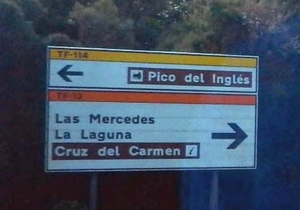 TF-114
Pico del Inglés
TF-12
Las Mercedes
La Laguna
Cruz del Carmen i